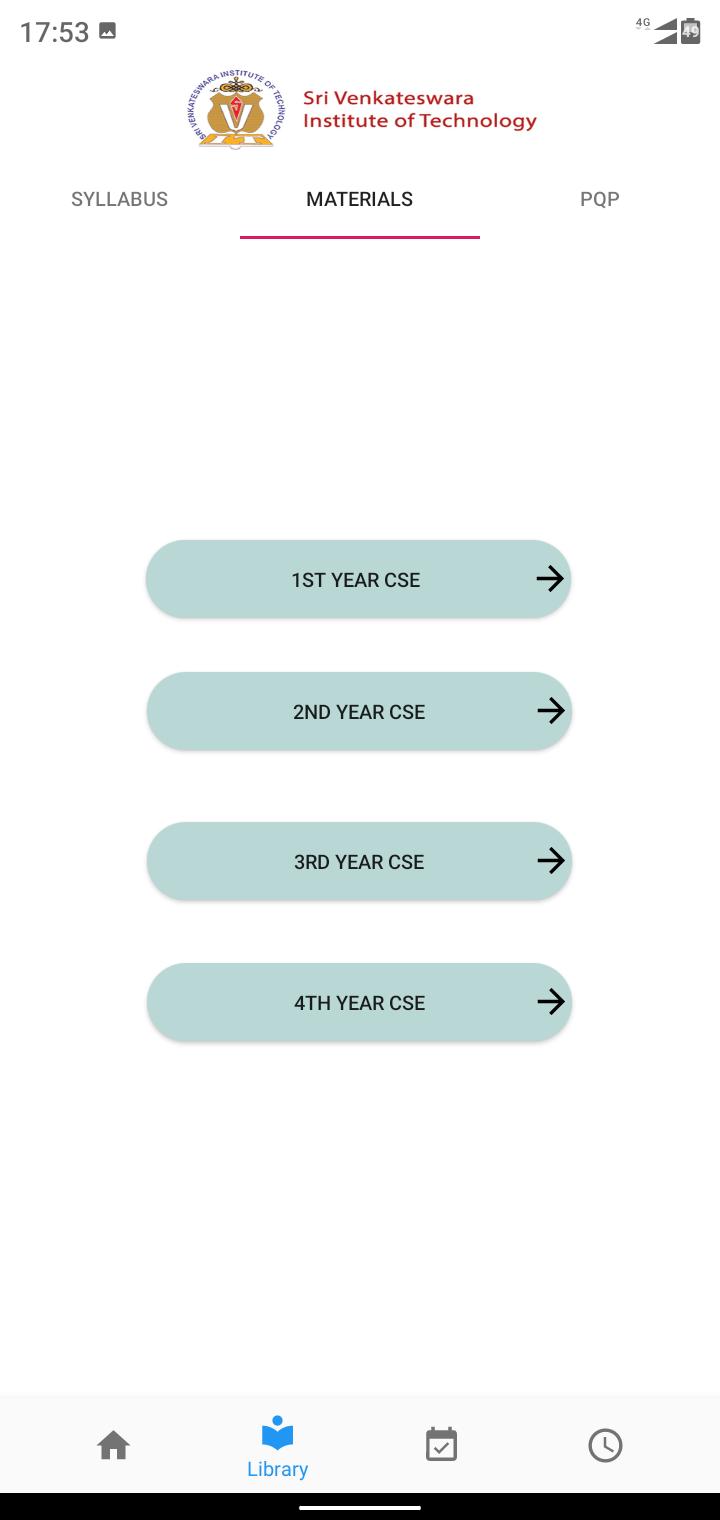 17:53
4G
49
SRI VENKATESWARA INSTITUTE OF TECHNOLOGY
Sri Venkateswara
Institute of Technology
SYLLABUS
MATERIALS
PQP
1ST YEAR CSE
2ND YEAR CSE
3RD YEAR CSE
4TH YEAR CSE
Library